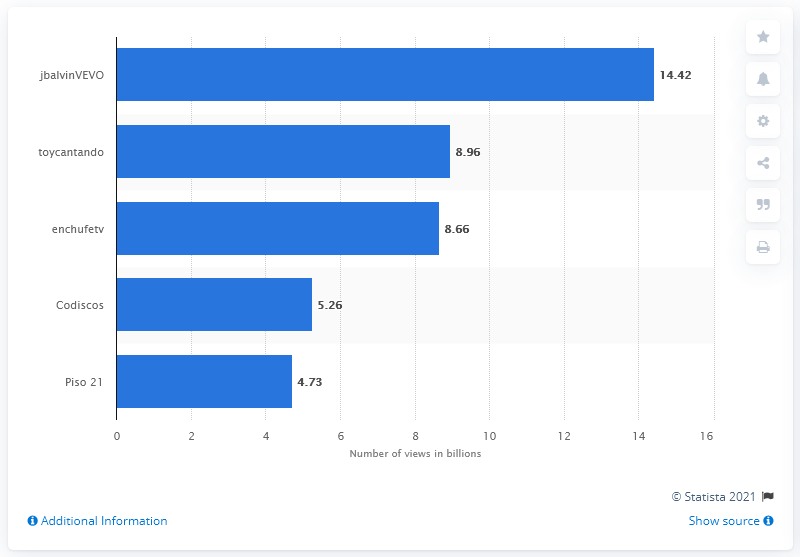 jbalvinVEVO 14.42
toycantando 8.96
enchufetv 8.66
Codiscos 5.26
Piso 21 4.73
0 2 4 6 8 10 12 14 16
Number of views in billions
© Statista 2021
Additional Information Show source